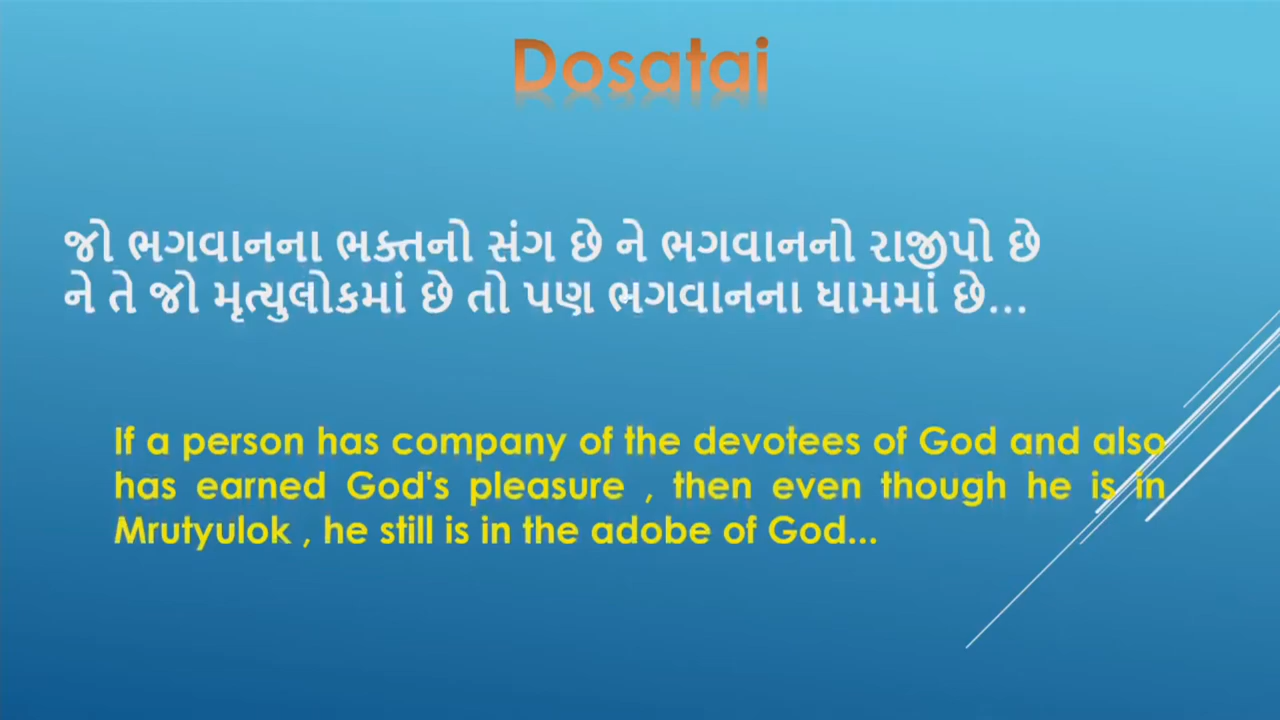 Dosatai
જો ભગવાનના ભક્તનો સંગ છે ને ભગવાનનો રાજીપો છે
ને તે જો મૃત્યુલોકમાં છે તો પણ ભગવાનના ધામમાં છે...
If a person has company of the devotees of God and also
has earned God's pleasure , then even though he is in
Mrutyulok , he still is in the adobe of God...